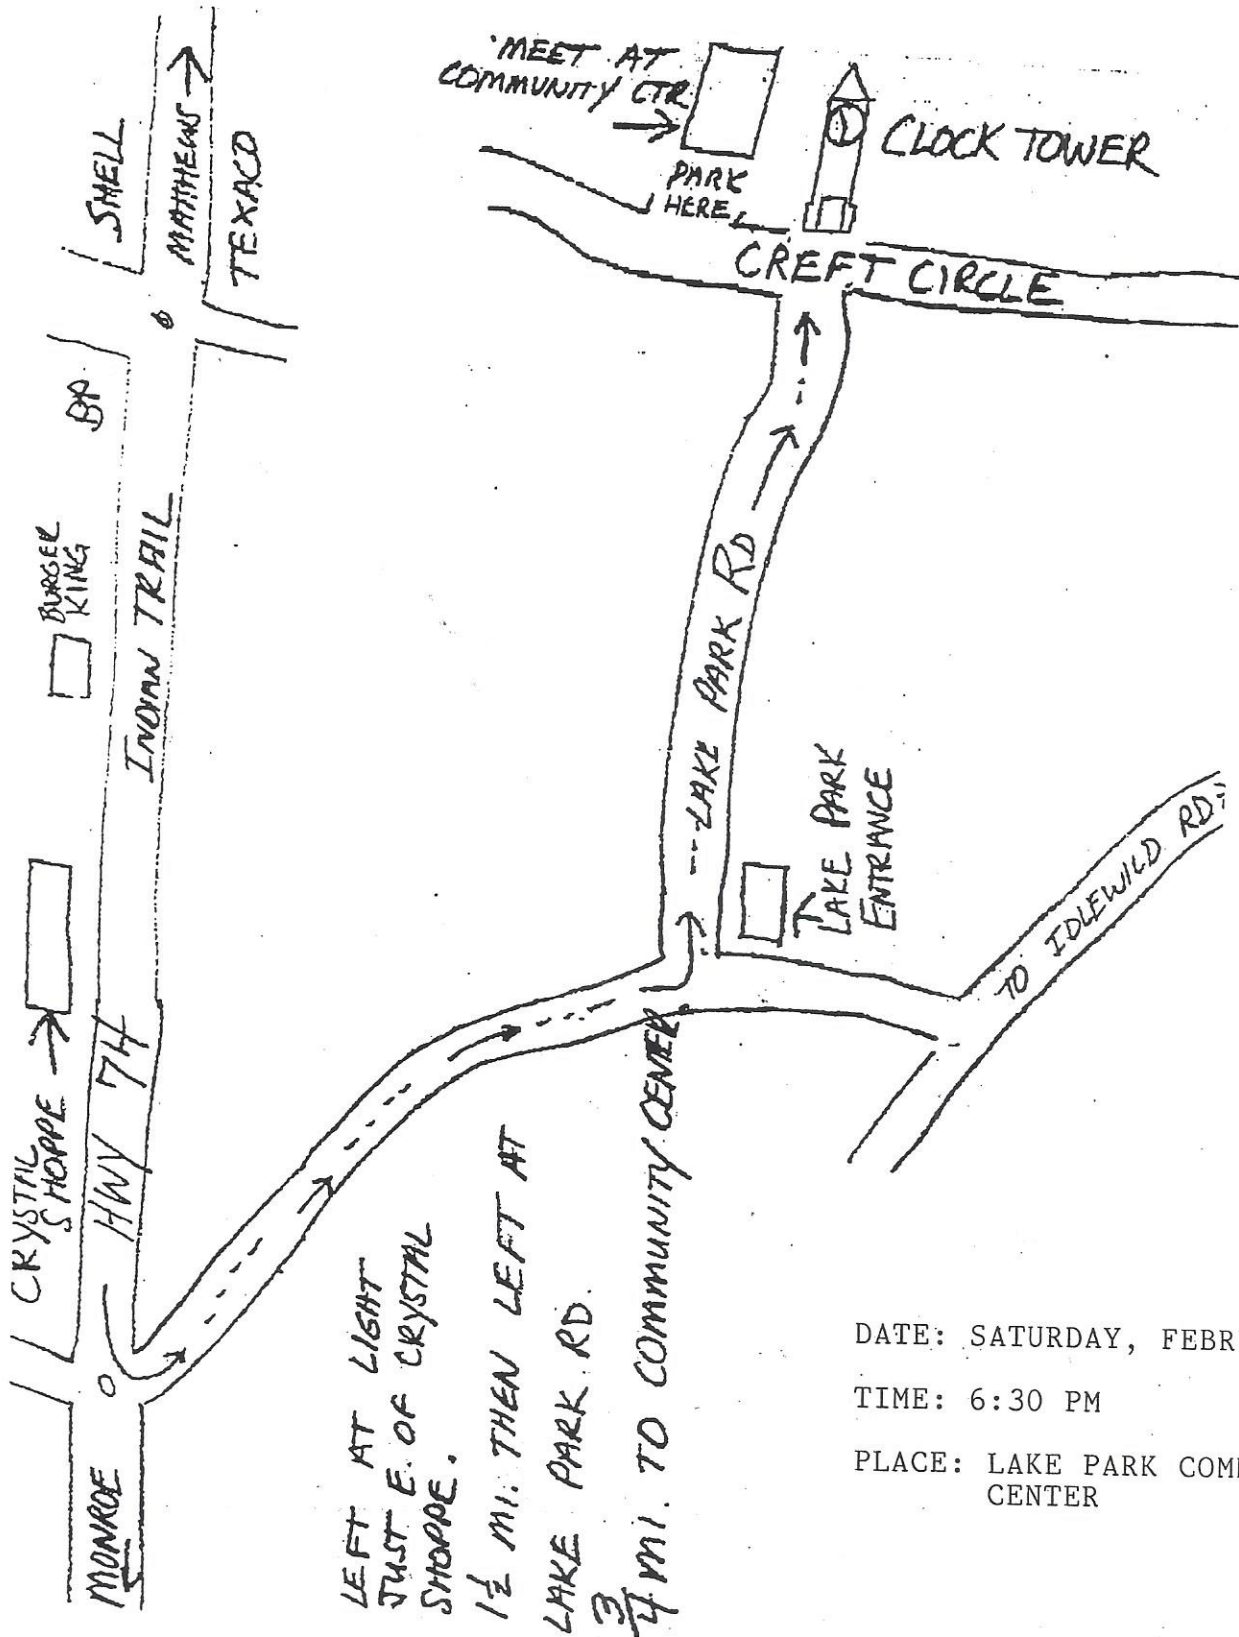 MEET AT
COMMUNITY CTR
PARK
HERE
CLOCK TOWER
CREFT CIRCLE
SHELL
MATTHEWS
TEXACO
BP
BURGER
KING
INDIAN TRAIL
LAKE PARK RD
LAKE PARK
ENTRANCE
TO IDLEWILD RD.
CRYSTAL
SHOPPE
HWY 74
MONROE
LEFT AT LIGHT
JUST E. OF CRYSTAL
SHOPPE.
1½ MI. THEN LEFT AT
LAKE PARK RD.
3/4 MI. TO COMMUNITY CENTER.
DATE: SATURDAY, FEBR
TIME: 6:30 PM
PLACE: LAKE PARK COM
CENTER